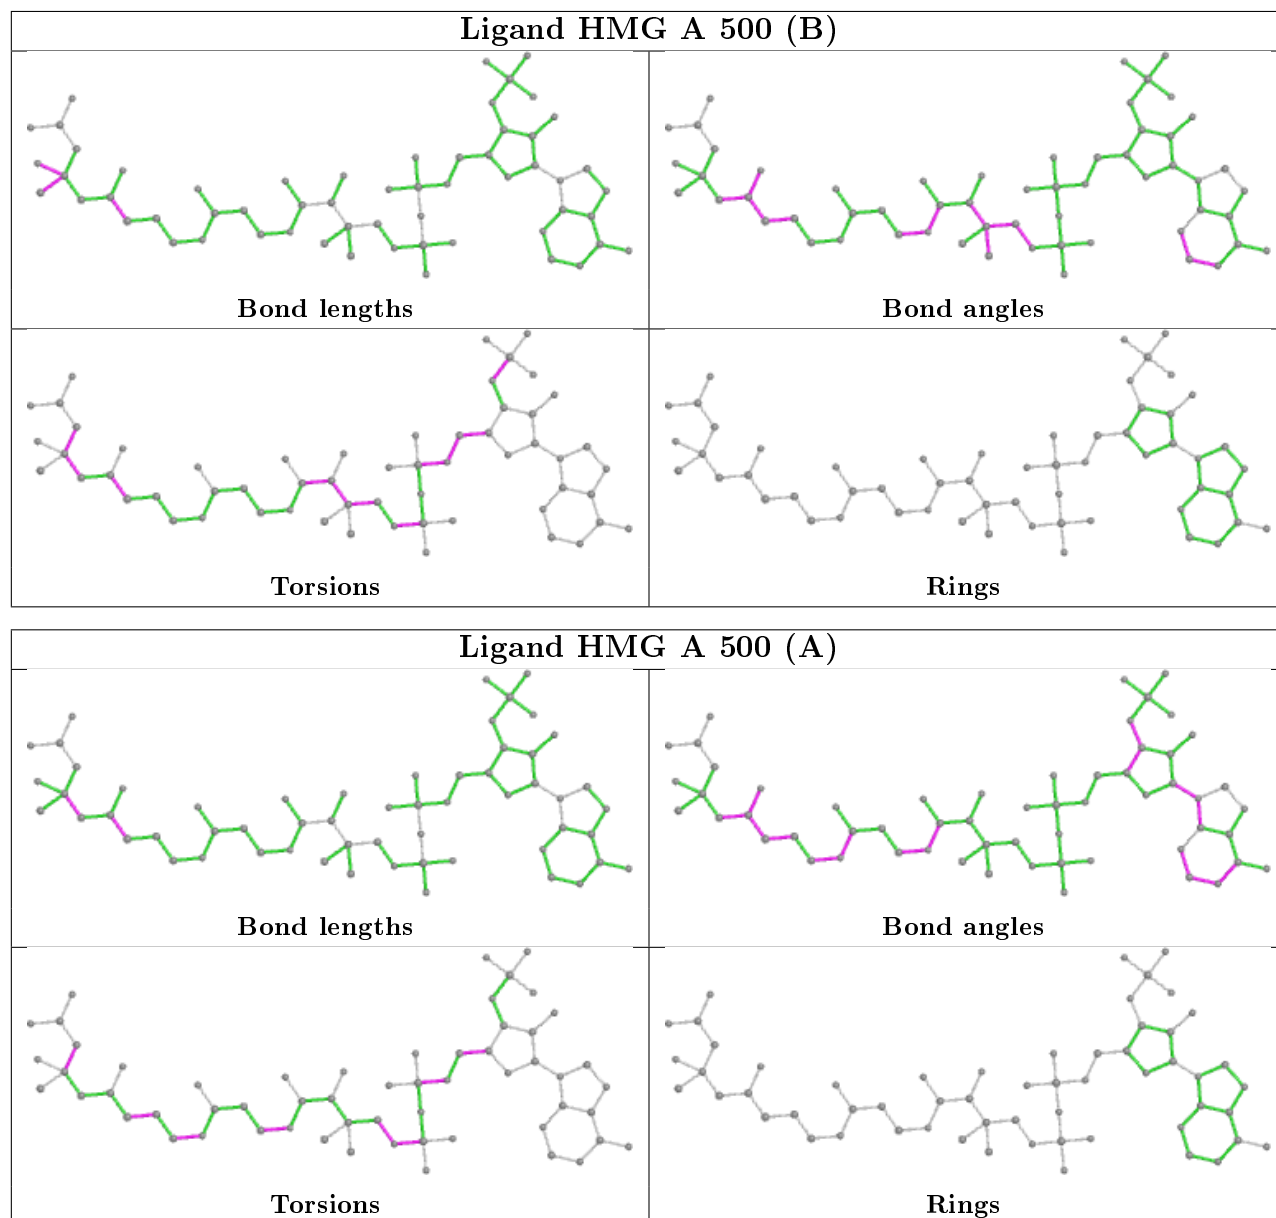 Ligand HMG A 500 (B)
Bond lengths
Bond angles
Torsions
Rings
Ligand HMG A 500 (A)
Bond lengths
Bond angles
Torsions
Rings